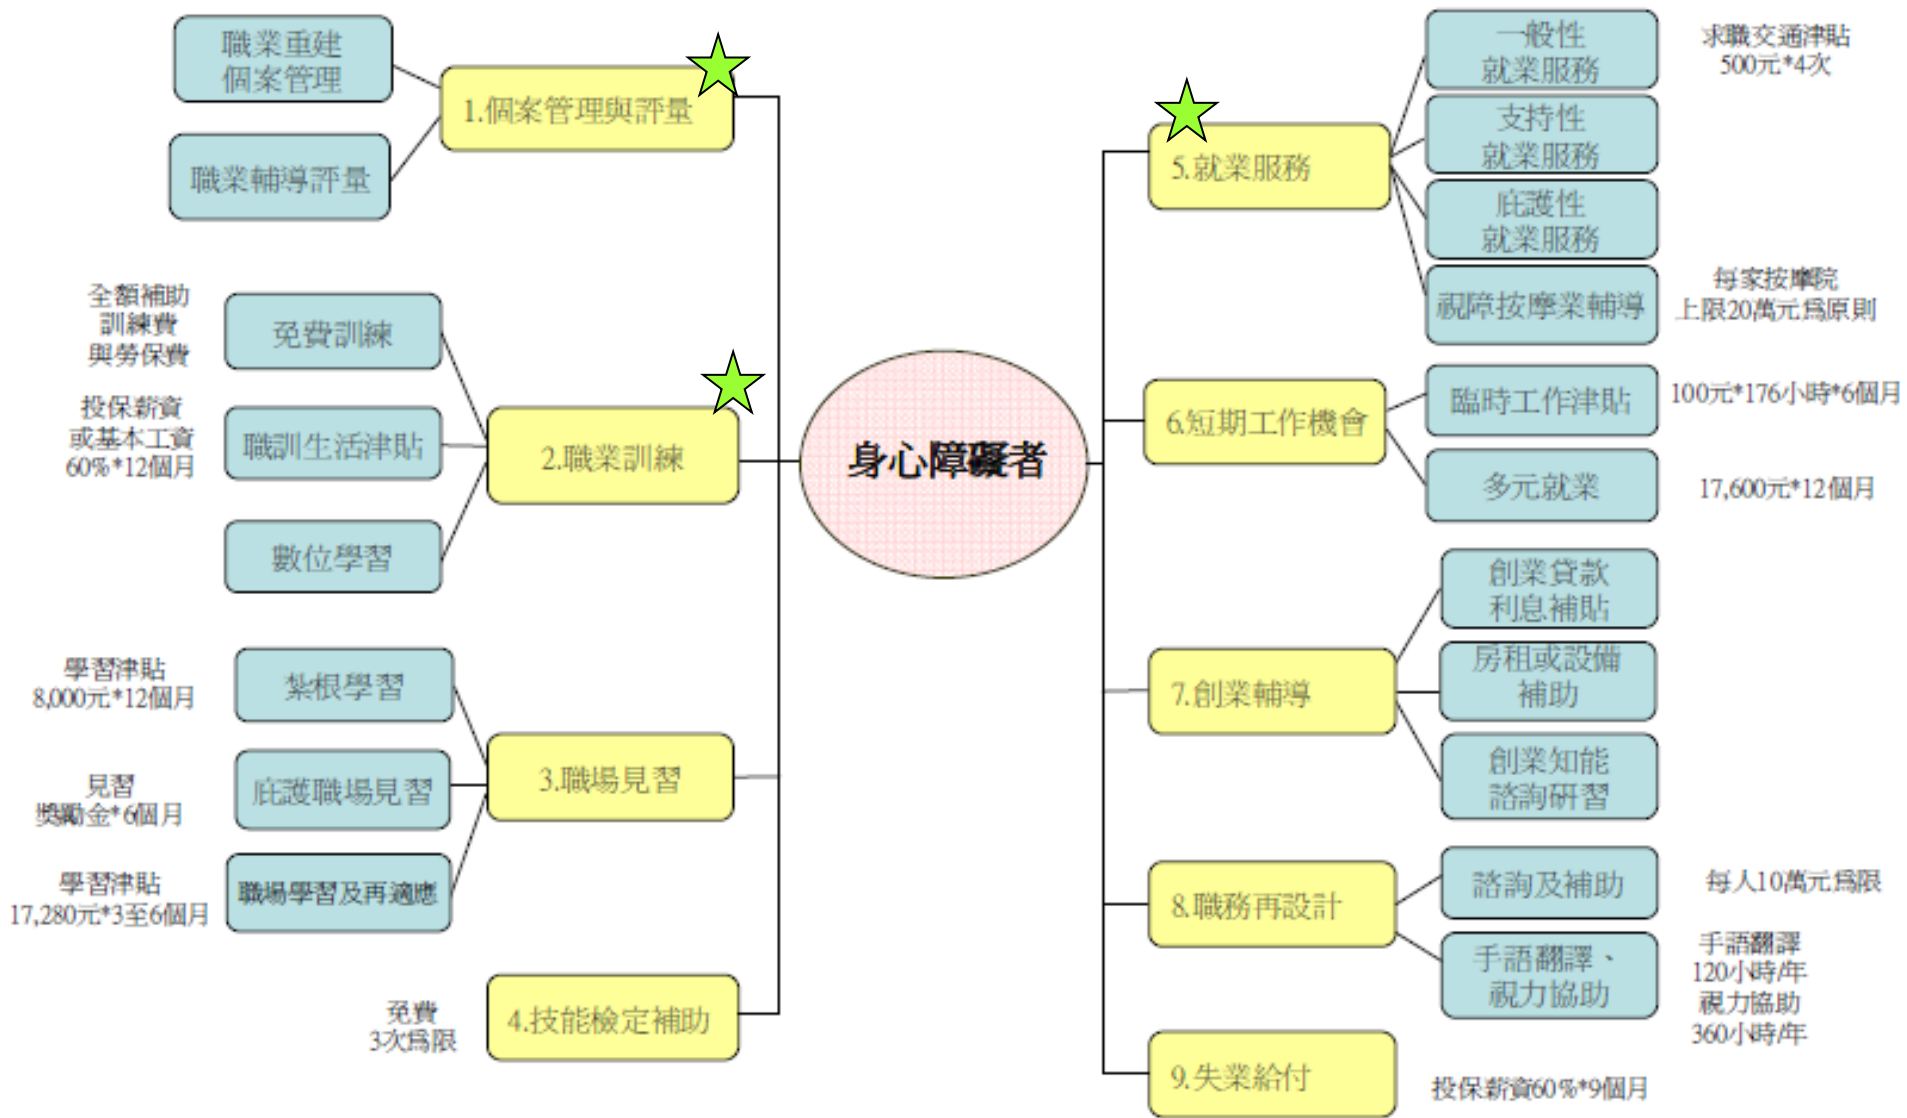 職業重建
個案管理
職業輔導評量
1.個案管理與評量
全額補助
訓練費
與勞保費
免費訓練
投保薪資
或基本工資
60%*12個月
職訓生活津貼
數位學習
2.職業訓練
學習津貼
8,000元*12個月
紮根學習
見習
獎勵金*6個月
庇護職場見習
學習津貼
17,280元*3至6個月
職場學習及再適應
3.職場見習
免費
3次爲限
4.技能檢定補助
身心障礙者
5.就業服務
一般性
就業服務
求職交通津貼
500元*4次
支持性
就業服務
庇護性
就業服務
視障按摩業輔導
每家按摩院
上限20萬元爲原則
6.短期工作機會
臨時工作津貼
100元*176小時*6個月
多元就業
17,600元*12個月
7.創業輔導
創業貸款
利息補貼
房租或設備
補助
創業知能
諮詢研習
8.職務再設計
諮詢及補助
每人10萬元爲限
手語翻譯、
視力協助
手語翻譯
120小時/年
視力協助
360小時/年
9.失業給付
投保薪資60%*9個月